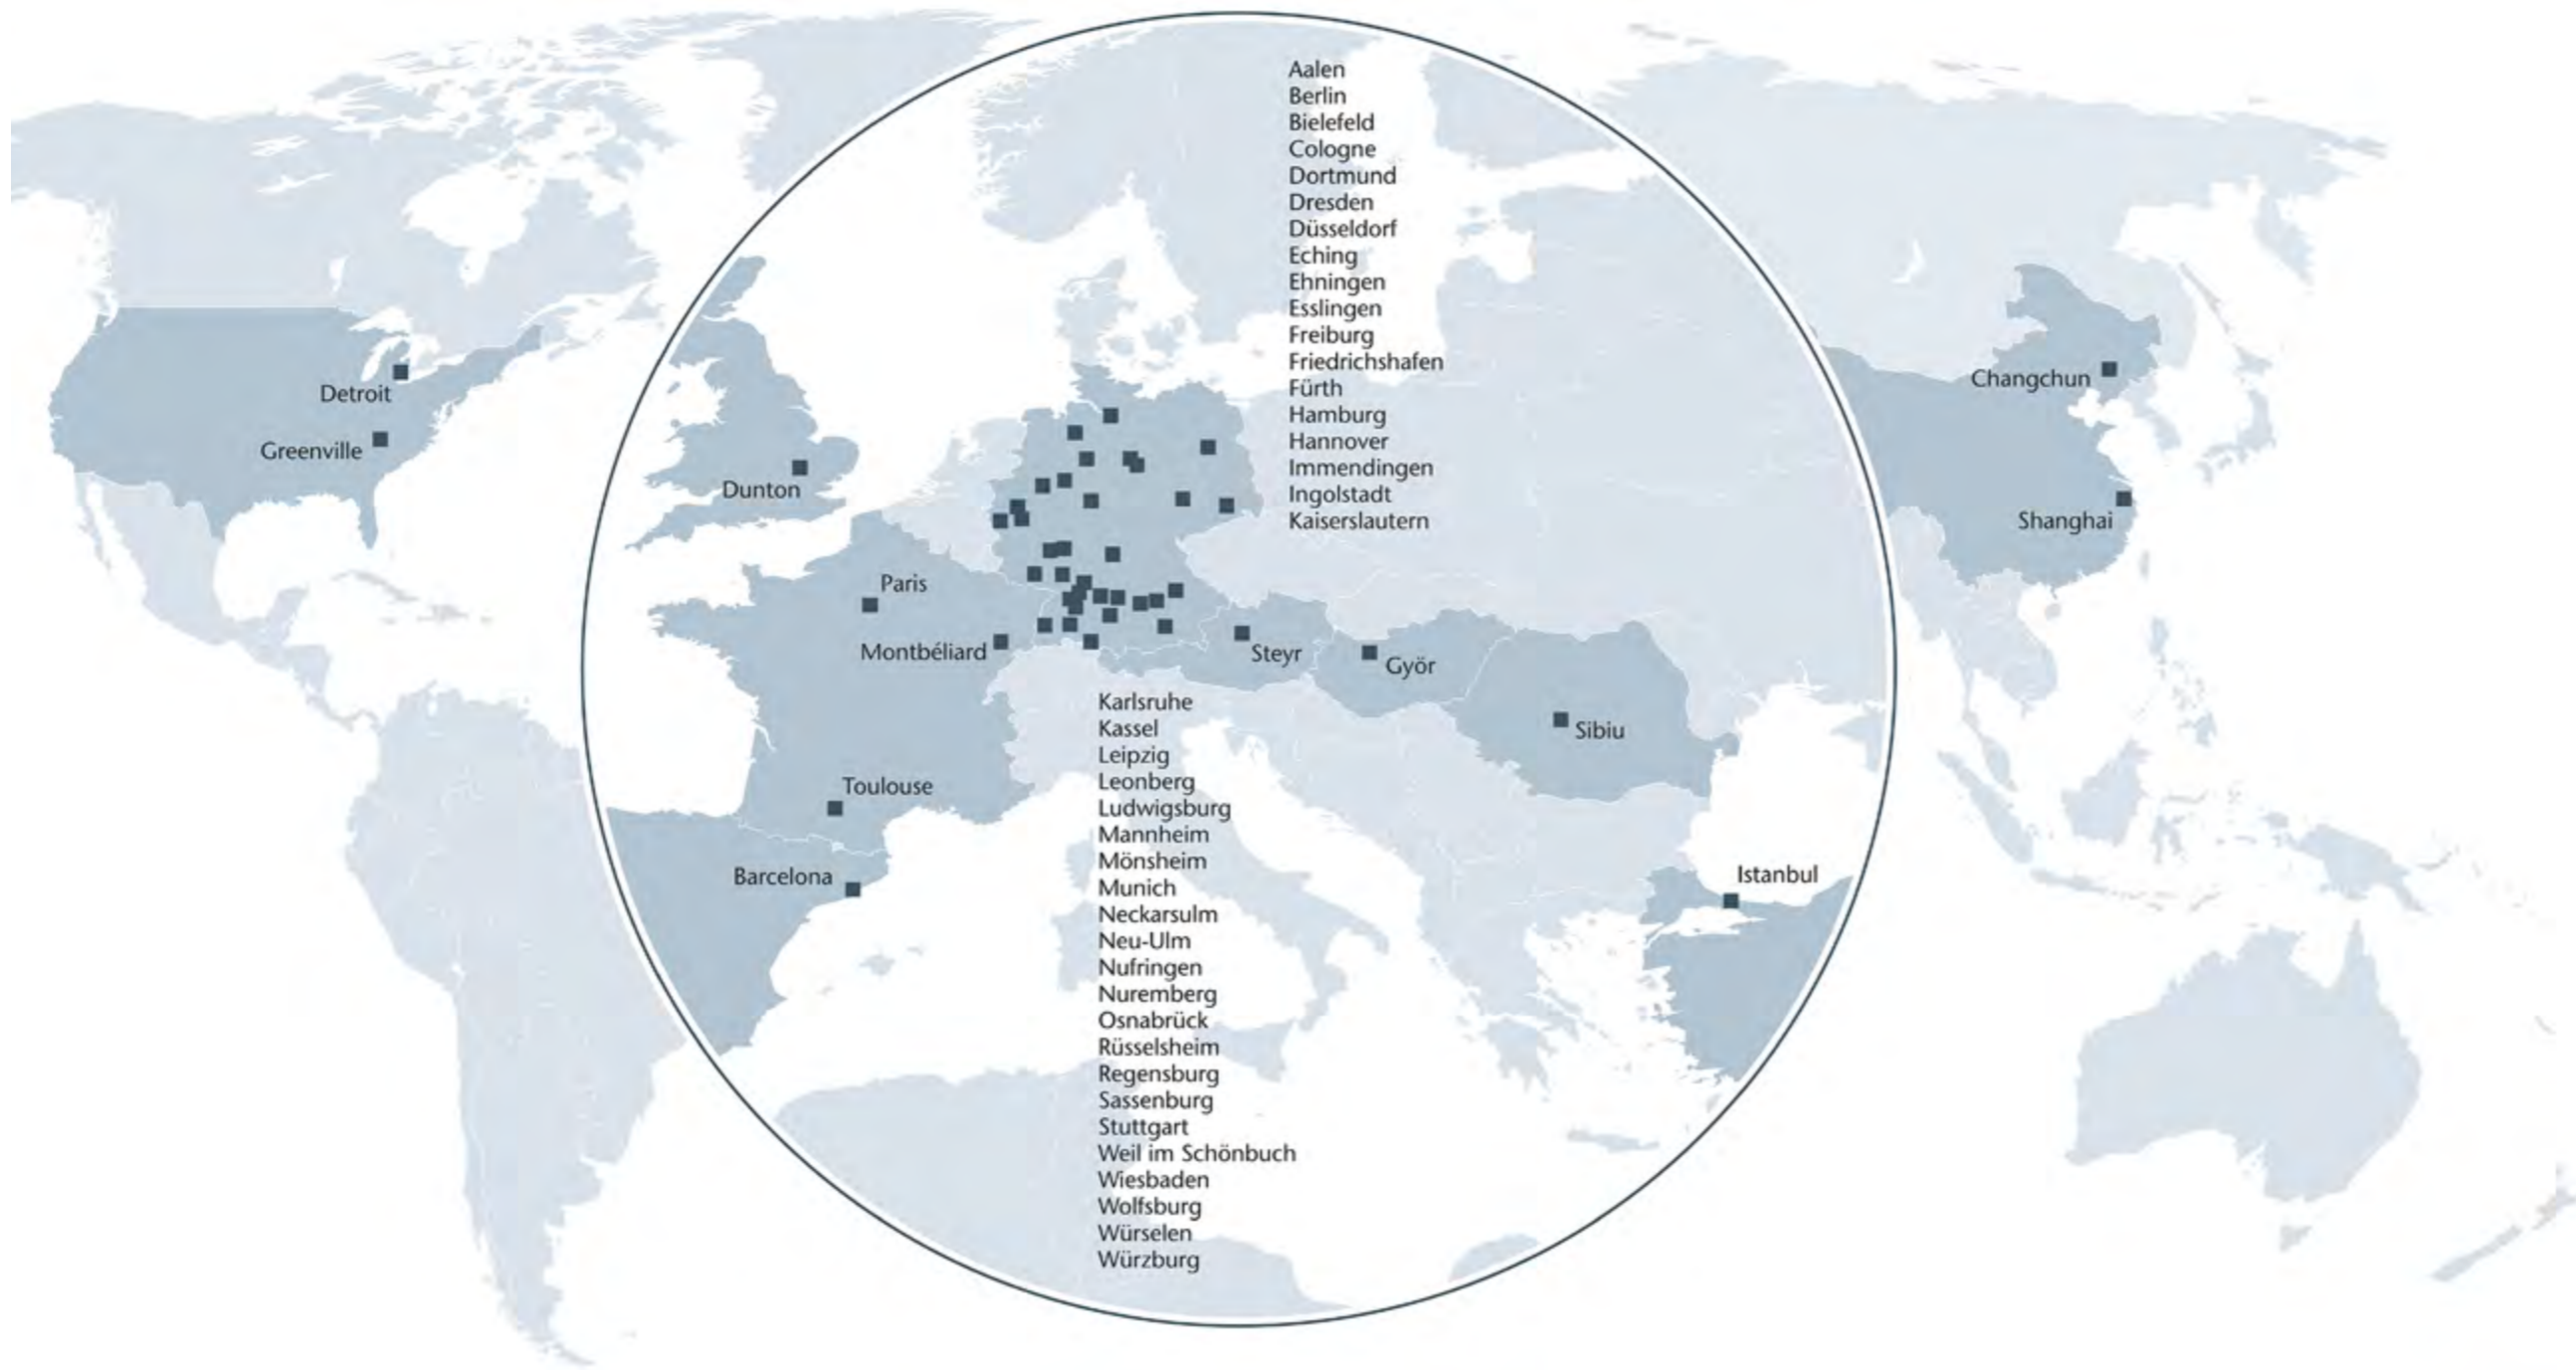 Aalen
Berlin
Bielefeld
Cologne
Dortmund
Dresden
Düsseldorf
Eching
Ehningen
Esslingen
Freiburg
Friedrichshafen
Fürth
Hamburg
Hannover
Immendingen
Ingolstadt
Kaiserslautern
Detroit
Greenville
Dunton
Changchun
Shanghai
Paris
Montbéliard
Steyr
Györ
Sibiu
Toulouse
Barcelona
Istanbul
Karlsruhe
Kassel
Leipzig
Leonberg
Ludwigsburg
Mannheim
Mönsheim
Munich
Neckarsulm
Neu-Ulm
Nufringen
Nuremberg
Osnabrück
Rüsselsheim
Regensburg
Sassenburg
Stuttgart
Weil im Schönbuch
Wiesbaden
Wolfsburg
Würselen
Würzburg